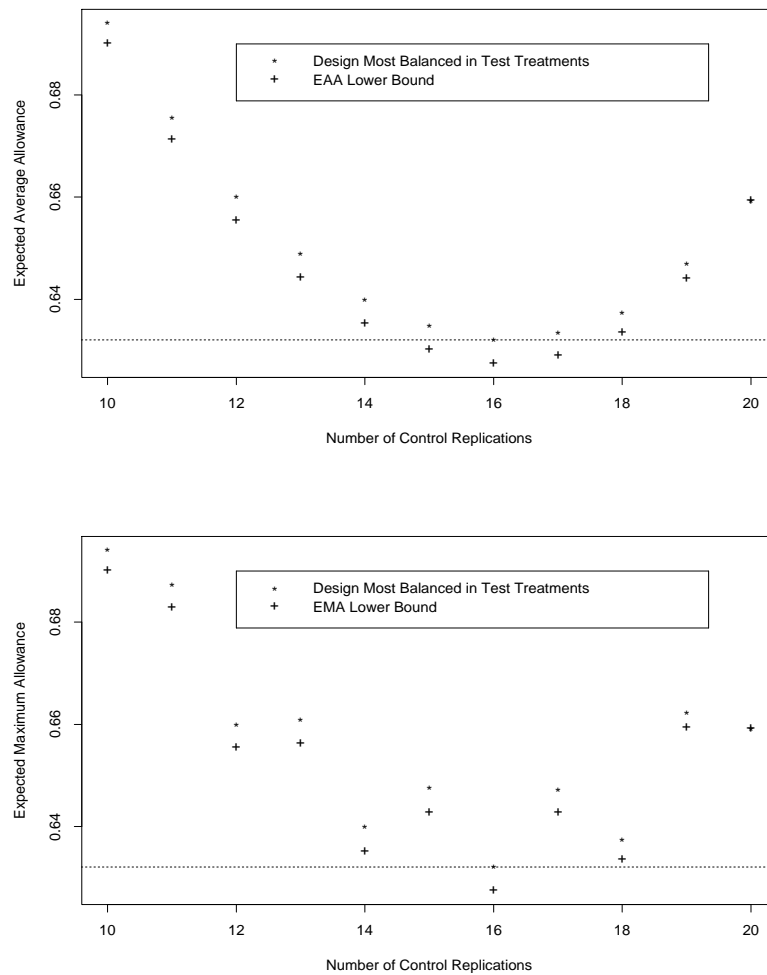 Design Most Balanced in Test Treatments
EAA Lower Bound
Expected Average Allowance
0.68
0.66
0.64
10 12 14 16 18 20
Number of Control Replications
Design Most Balanced in Test Treatments
EMA Lower Bound
Expected Maximum Allowance
0.68
0.66
0.64
10 12 14 16 18 20
Number of Control Replications